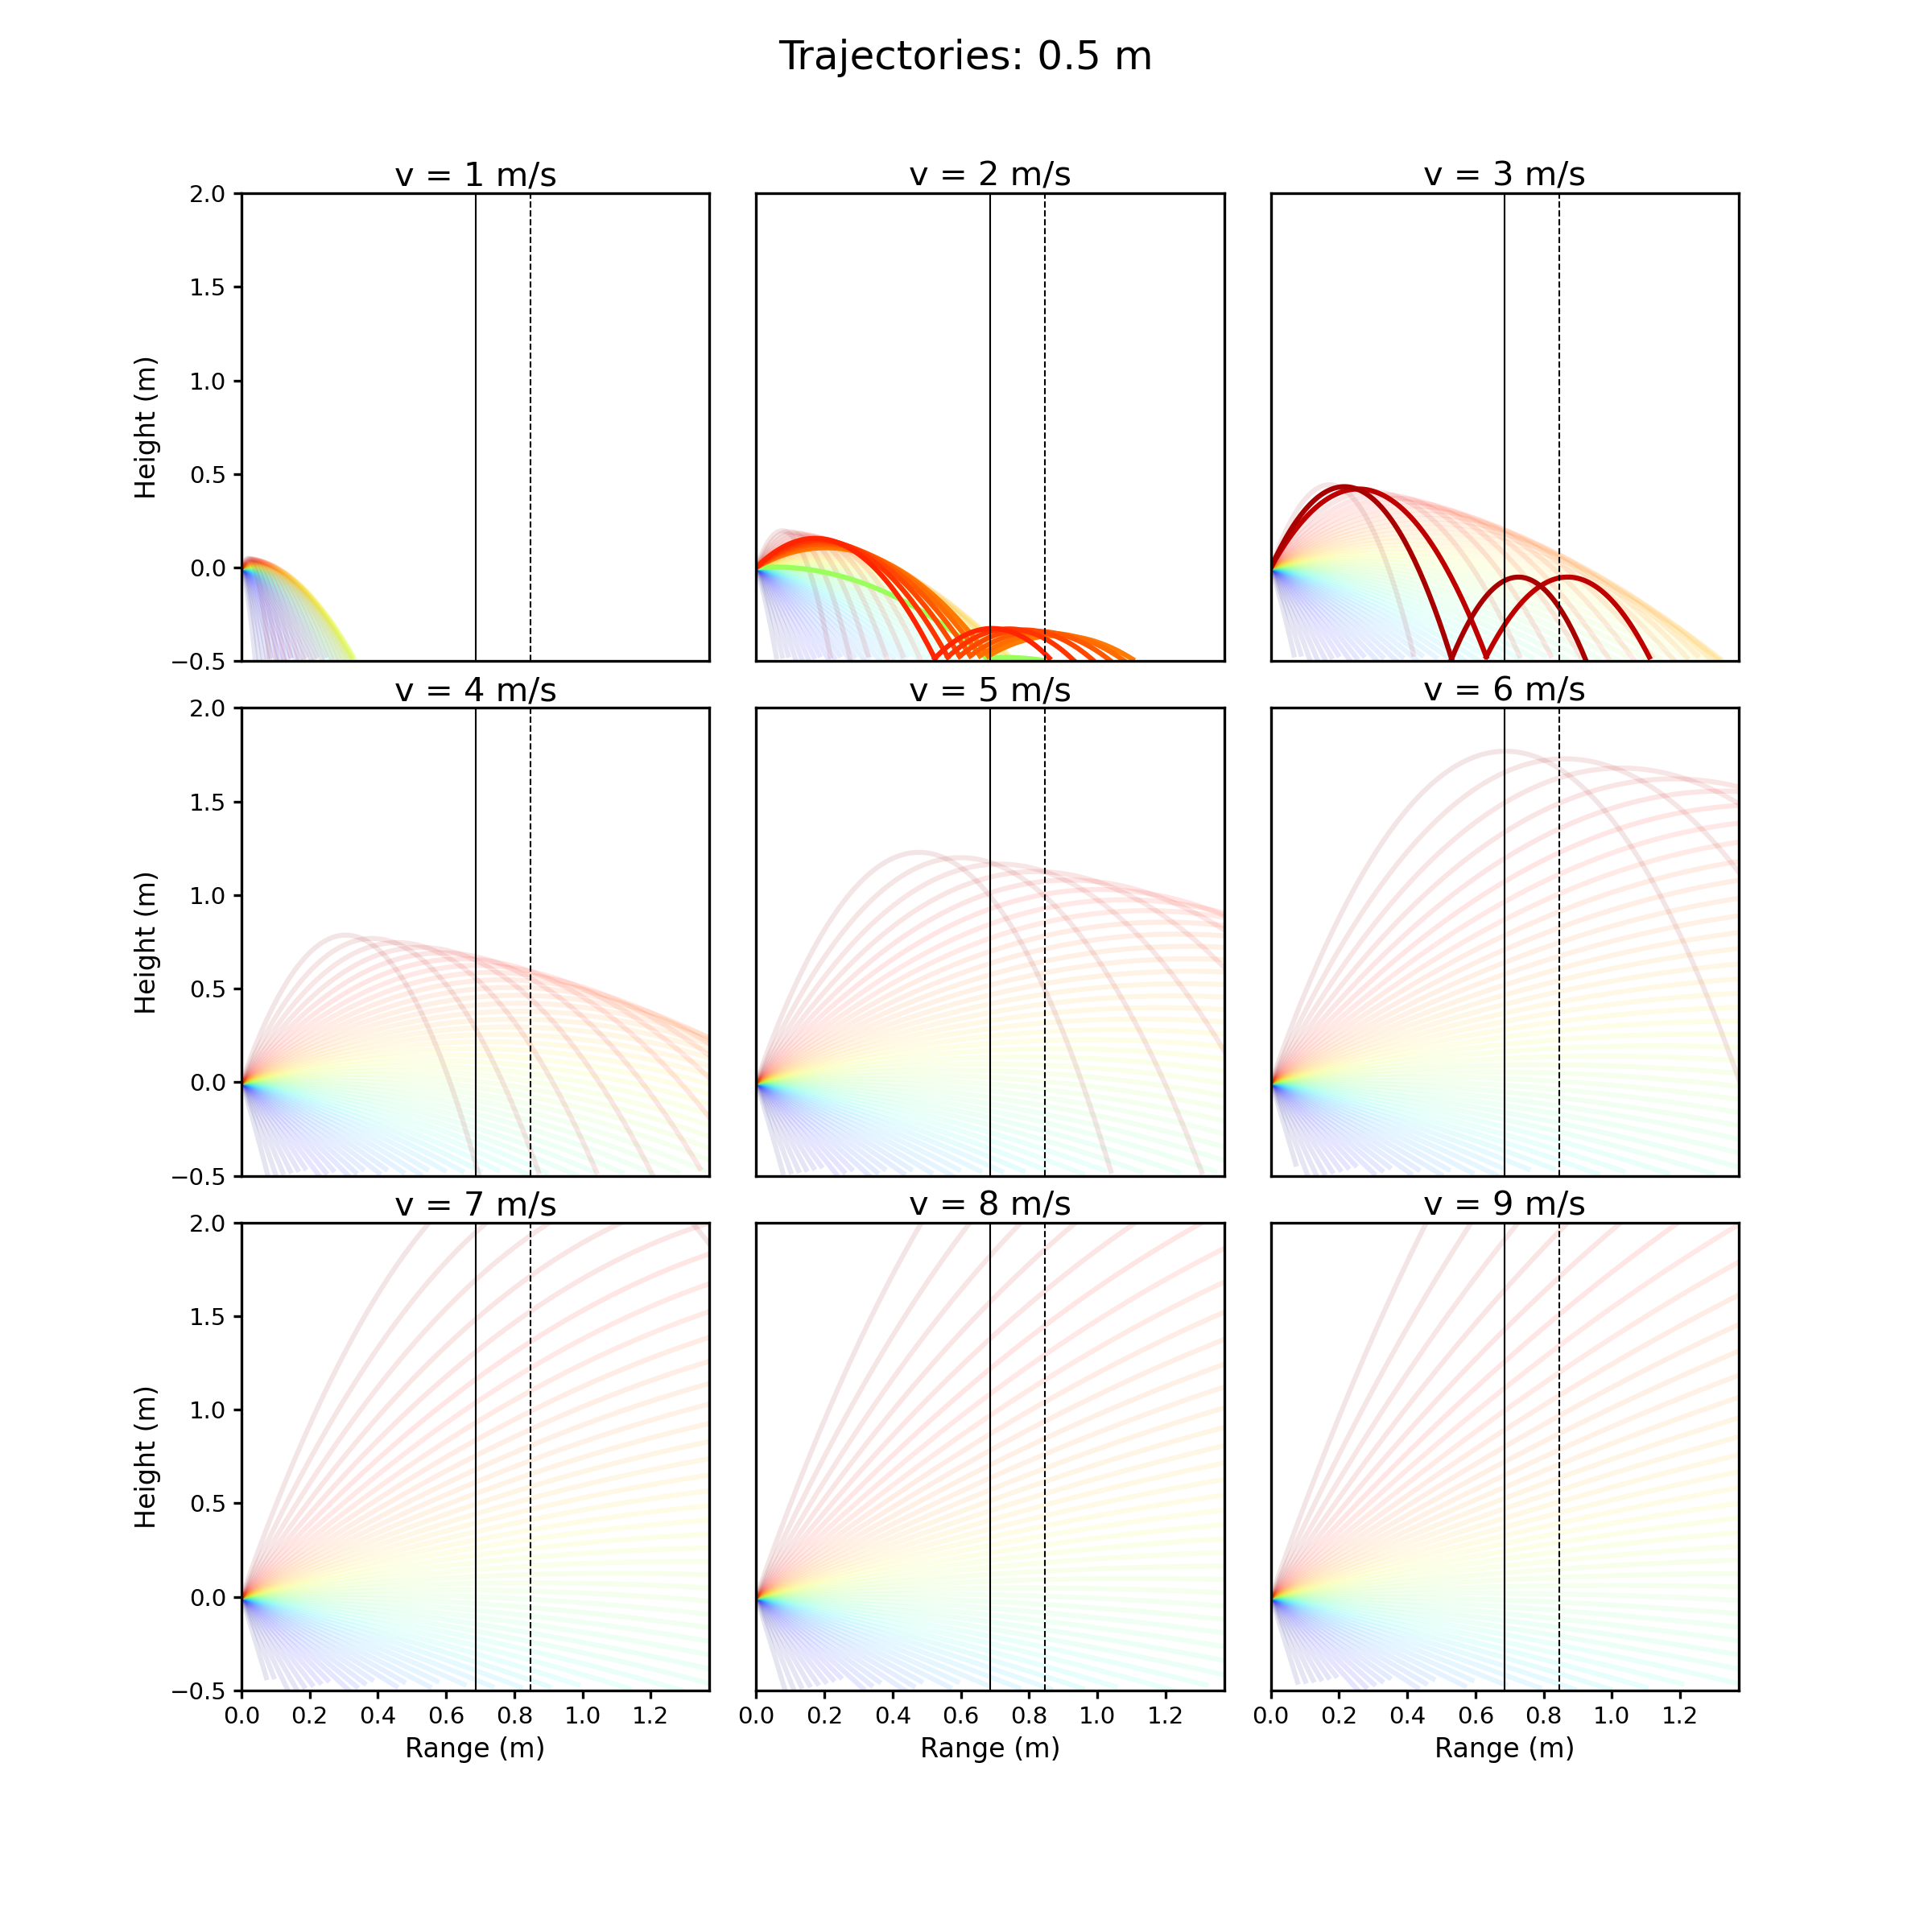 Trajectories: 0.5 m
v = 1 m/s
v = 2 m/s
v = 3 m/s
2.0
1.5
1.0
0.5
0.0
−0.5
Height (m)
v = 4 m/s
v = 5 m/s
v = 6 m/s
2.0
1.5
1.0
0.5
0.0
−0.5
Height (m)
v = 7 m/s
v = 8 m/s
v = 9 m/s
2.0
1.5
1.0
0.5
0.0
−0.5
Height (m)
0.0 0.2 0.4 0.6 0.8 1.0 1.2
0.0 0.2 0.4 0.6 0.8 1.0 1.2
0.0 0.2 0.4 0.6 0.8 1.0 1.2
Range (m)
Range (m)
Range (m)